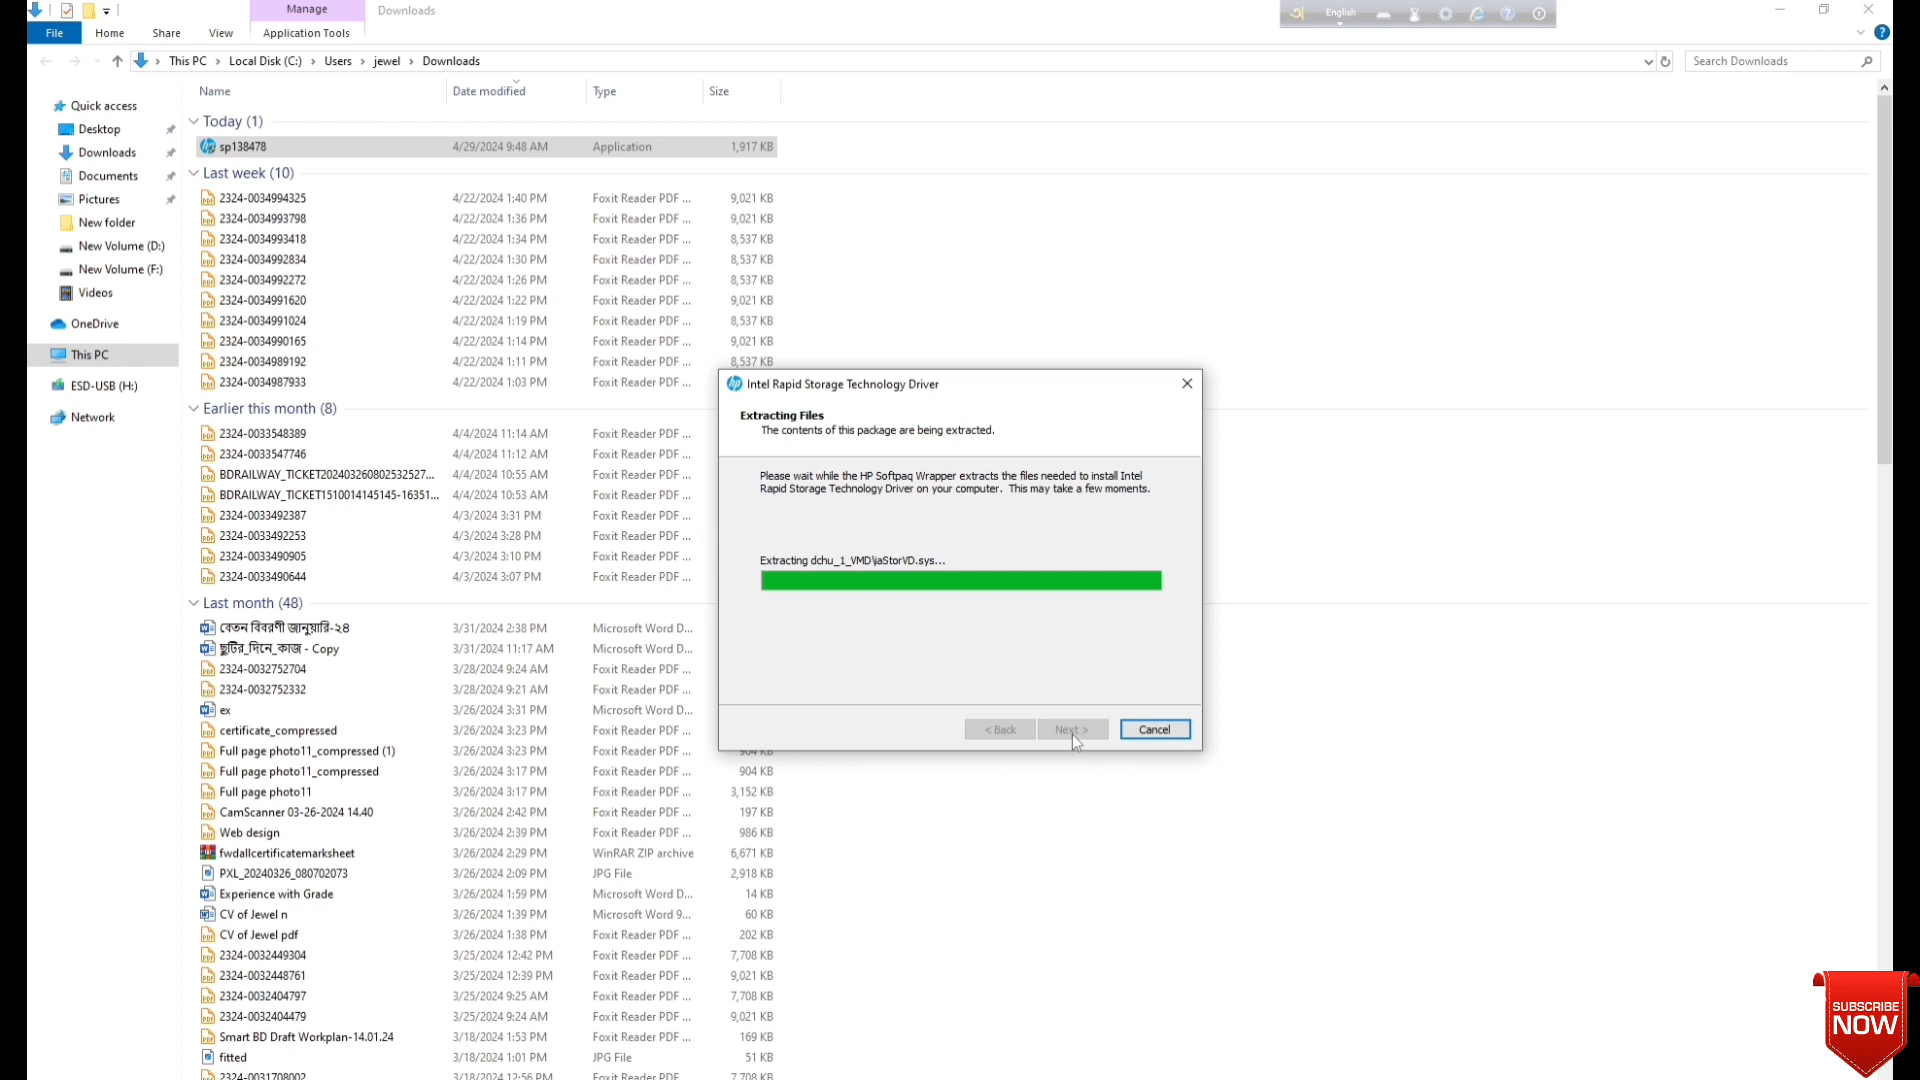 Manage
Downloads
English
File
Home
Share
View
Application Tools
This PC
Local Disk (C:)
Users
jewel
Downloads
Search Downloads
Name
Date modified
Type
Size
Quick access
Desktop
Downloads
Documents
Pictures
New folder
New Volume (D:)
New Volume (F:)
Videos
OneDrive
This PC
ESD-USB (H:)
Network
Today (1)
sp138478 4/29/2024 9:48 AM Application 1,917 KB
Last week (10)
2324-0034994325 4/22/2024 1:40 PM Foxit Reader PDF ... 9,021 KB
2324-0034993798 4/22/2024 1:36 PM Foxit Reader PDF ... 9,021 KB
2324-0034993418 4/22/2024 1:34 PM Foxit Reader PDF ... 8,537 KB
2324-0034992834 4/22/2024 1:30 PM Foxit Reader PDF ... 8,537 KB
2324-0034992272 4/22/2024 1:26 PM Foxit Reader PDF ... 8,537 KB
2324-0034991620 4/22/2024 1:22 PM Foxit Reader PDF ... 9,021 KB
2324-0034991024 4/22/2024 1:19 PM Foxit Reader PDF ... 8,537 KB
2324-0034990165 4/22/2024 1:14 PM Foxit Reader PDF ... 9,021 KB
2324-0034989192 4/22/2024 1:11 PM Foxit Reader PDF ... 8,537 KB
2324-0034987933 4/22/2024 1:03 PM Foxit Reader PDF ...
Earlier this month (8)
2324-0033548389 4/4/2024 11:14 AM Foxit Reader PDF ...
2324-0033547746 4/4/2024 11:12 AM Foxit Reader PDF ...
BDRAILWAY_TICKET202403260802532527... 4/4/2024 10:55 AM Foxit Reader PDF ...
BDRAILWAY_TICKET1510014145145-16351... 4/4/2024 10:53 AM Foxit Reader PDF ...
2324-0033492387 4/3/2024 3:31 PM Foxit Reader PDF ...
2324-0033492253 4/3/2024 3:28 PM Foxit Reader PDF ...
2324-0033490905 4/3/2024 3:10 PM Foxit Reader PDF ...
2324-0033490644 4/3/2024 3:07 PM Foxit Reader PDF ...
Last month (48)
বেতন বিবরণী জানুয়ারি-২৪ 3/31/2024 2:38 PM Microsoft Word D...
ছুটির_দিনে_কাজ - Copy 3/31/2024 11:17 AM Microsoft Word D...
2324-0032752704 3/28/2024 9:24 AM Foxit Reader PDF ...
2324-0032752332 3/28/2024 9:21 AM Foxit Reader PDF ...
ex 3/26/2024 3:31 PM Microsoft Word D...
certificate_compressed 3/26/2024 3:23 PM Foxit Reader PDF ...
Full page photo11_compressed (1) 3/26/2024 3:23 PM Foxit Reader PDF ... 904 KB
Full page photo11_compressed 3/26/2024 3:17 PM Foxit Reader PDF ... 904 KB
Full page photo11 3/26/2024 3:17 PM Foxit Reader PDF ... 3,152 KB
CamScanner 03-26-2024 14.40 3/26/2024 2:42 PM Foxit Reader PDF ... 197 KB
Web design 3/26/2024 2:39 PM Foxit Reader PDF ... 986 KB
fwdallcertificatemarksheet 3/26/2024 2:29 PM WinRAR ZIP archive 6,671 KB
PXL_20240326_080702073 3/26/2024 2:09 PM JPG File 2,918 KB
Experience with Grade 3/26/2024 1:59 PM Microsoft Word D... 14 KB
CV of Jewel n 3/26/2024 1:39 PM Microsoft Word 9... 60 KB
CV of Jewel pdf 3/26/2024 1:38 PM Foxit Reader PDF ... 202 KB
2324-0032449304 3/25/2024 12:42 PM Foxit Reader PDF ... 7,708 KB
2324-0032448761 3/25/2024 12:39 PM Foxit Reader PDF ... 9,021 KB
2324-0032404797 3/25/2024 9:25 AM Foxit Reader PDF ... 7,708 KB
2324-0032404479 3/25/2024 9:24 AM Foxit Reader PDF ... 9,021 KB
Smart BD Draft Workplan-14.01.24 3/18/2024 1:53 PM Foxit Reader PDF ... 169 KB
fitted 3/18/2024 1:01 PM JPG File 51 KB
2324-0031708002 3/18/2024 12:56 PM Foxit Reader PDF ... 7,708 KB
Intel Rapid Storage Technology Driver
Extracting Files
The contents of this package are being extracted.
Please wait while the HP Softpaq Wrapper extracts the files needed to install Intel
Rapid Storage Technology Driver on your computer. This may take a few moments.
Extracting dchu_1_VMD\iaStorVD.sys...
< Back
Next >
Cancel
SUBSCRIBE
NOW